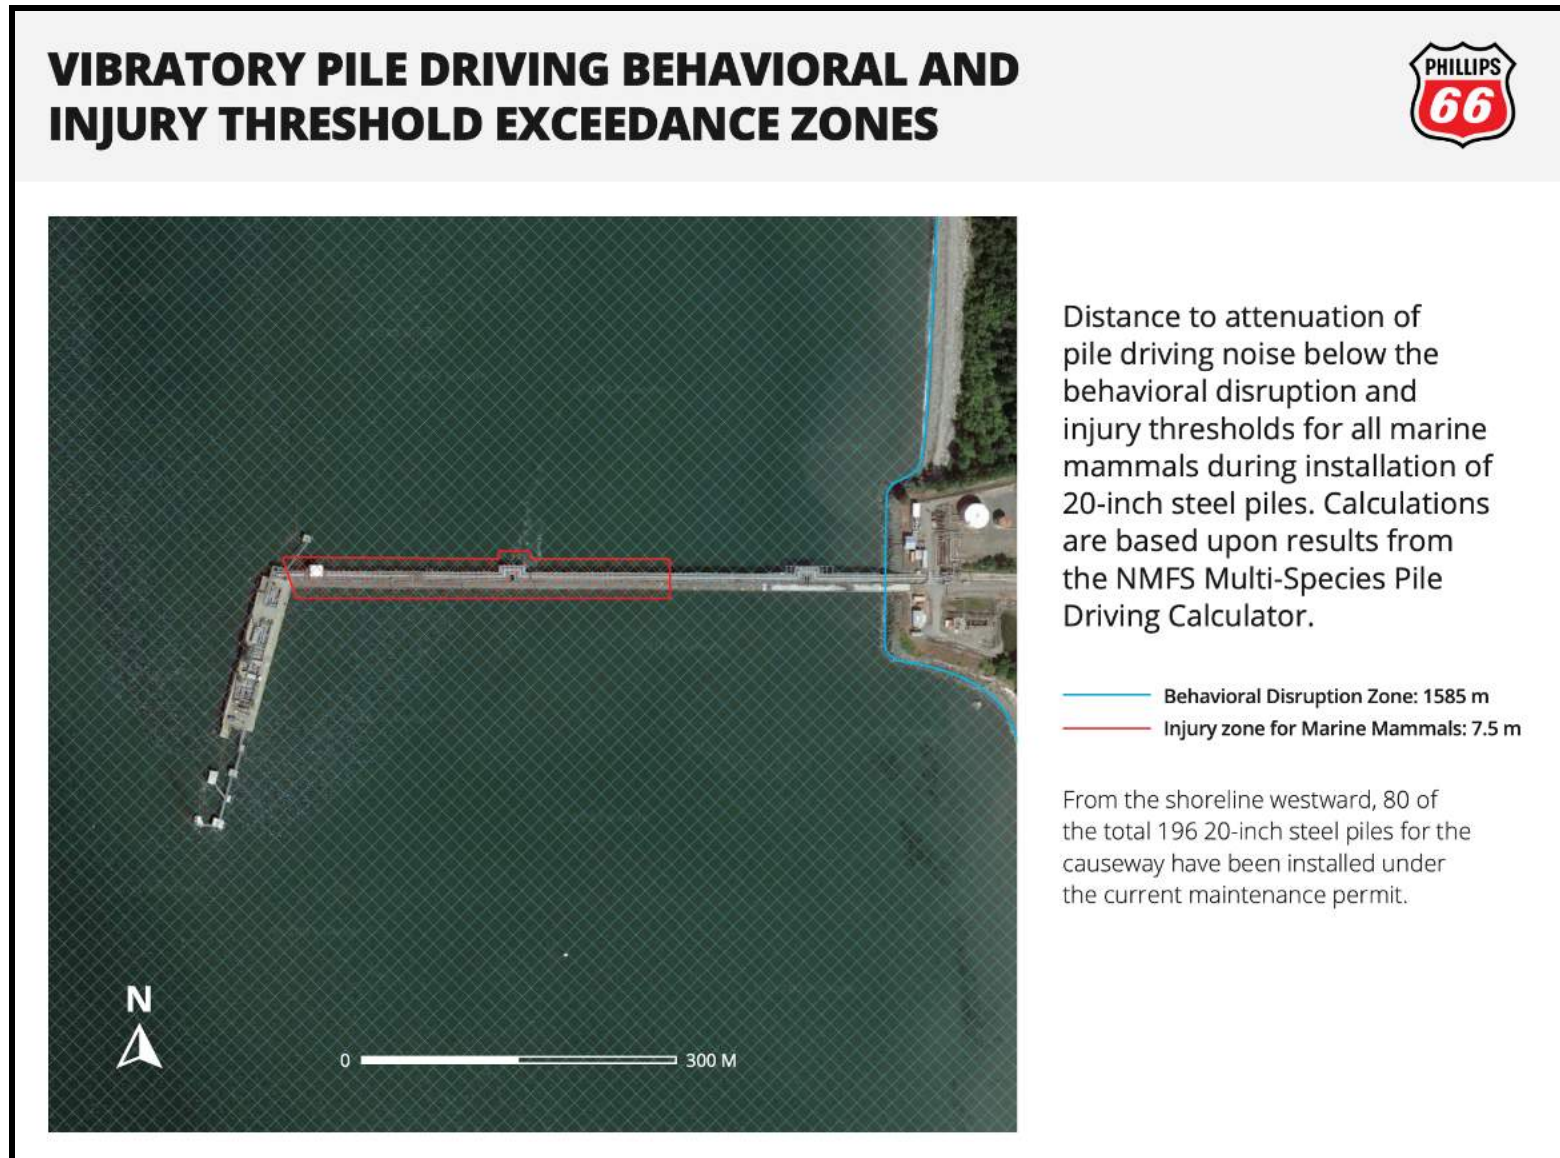 VIBRATORY PILE DRIVING BEHAVIORAL AND
INJURY THRESHOLD EXCEEDANCE ZONES
PHILLIPS
66
Distance to attenuation of
pile driving noise below the
behavioral disruption and
injury thresholds for all marine
mammals during installation of
20-inch steel piles. Calculations
are based upon results from
the NMFS Multi-Species Pile
Driving Calculator.
Behavioral Disruption Zone: 1585 m
Injury zone for Marine Mammals: 7.5 m
From the shoreline westward, 80 of
the total 196 20-inch steel piles for the
causeway have been installed under
the current maintenance permit.
N
0 300 M